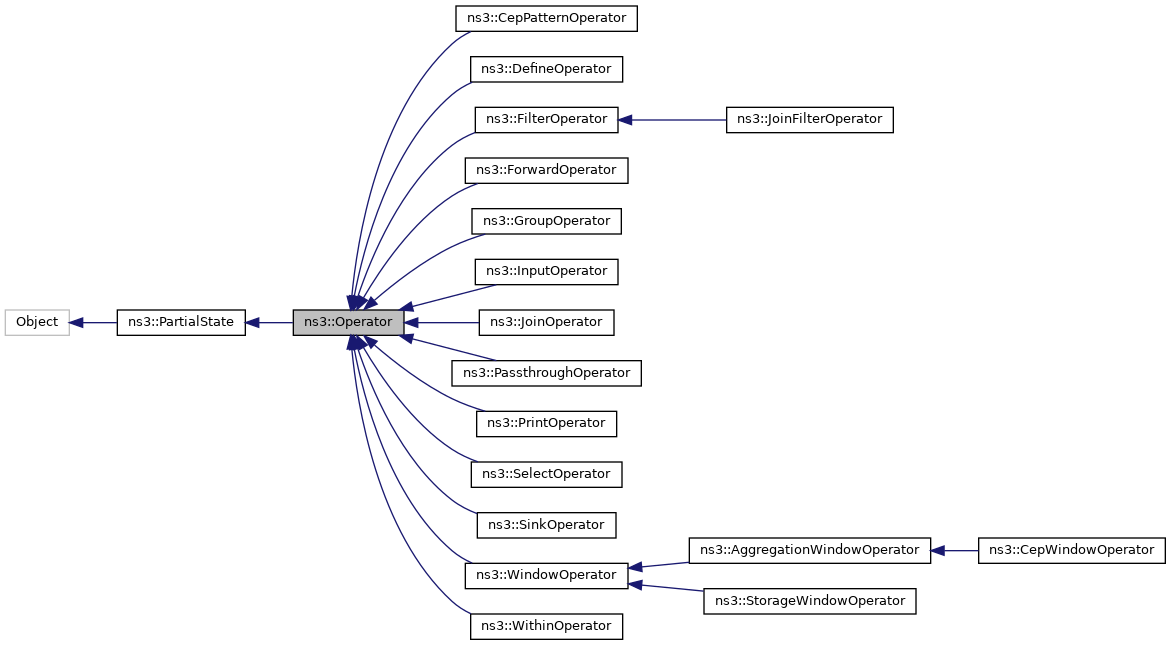 ns3::CepPatternOperator
ns3::DefineOperator
ns3::FilterOperator
ns3::JoinFilterOperator
ns3::ForwardOperator
ns3::GroupOperator
ns3::InputOperator
Object
ns3::PartialState
ns3::Operator
ns3::JoinOperator
ns3::PassthroughOperator
ns3::PrintOperator
ns3::SelectOperator
ns3::SinkOperator
ns3::WindowOperator
ns3::AggregationWindowOperator
ns3::CepWindowOperator
ns3::StorageWindowOperator
ns3::WithinOperator